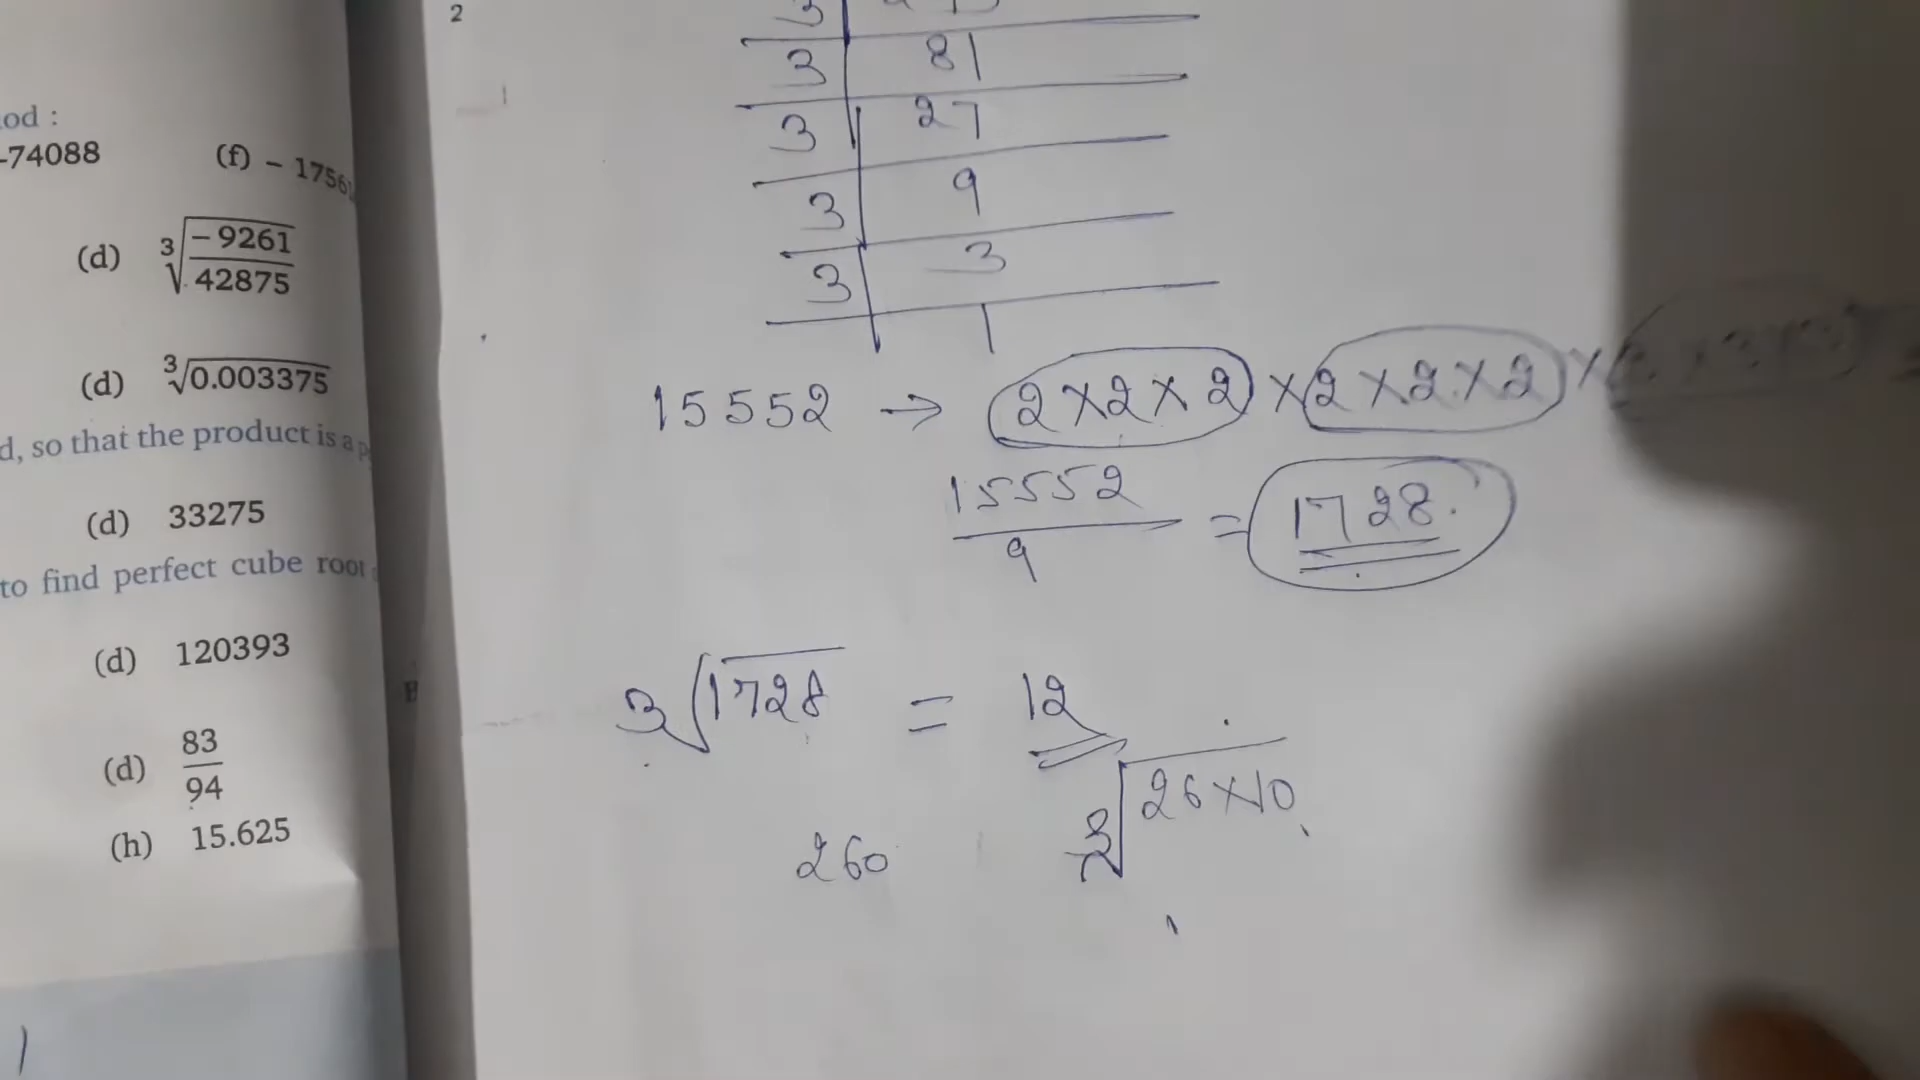 2
od :
-74088 (f) - 1756
(d) ∛(-9261/42875)
(d) ∛0.003375
d, so that the product is a
(d) 33275
to find perfect cube root
(d) 120393
(d) 83/94
(h) 15.625
3
3 81
3 27
3 9
3 3
1
15552 → 2×2×2 × 2×2×2 ×
15552/9 = 1728.
3√1728 = 12
260 3√26×10